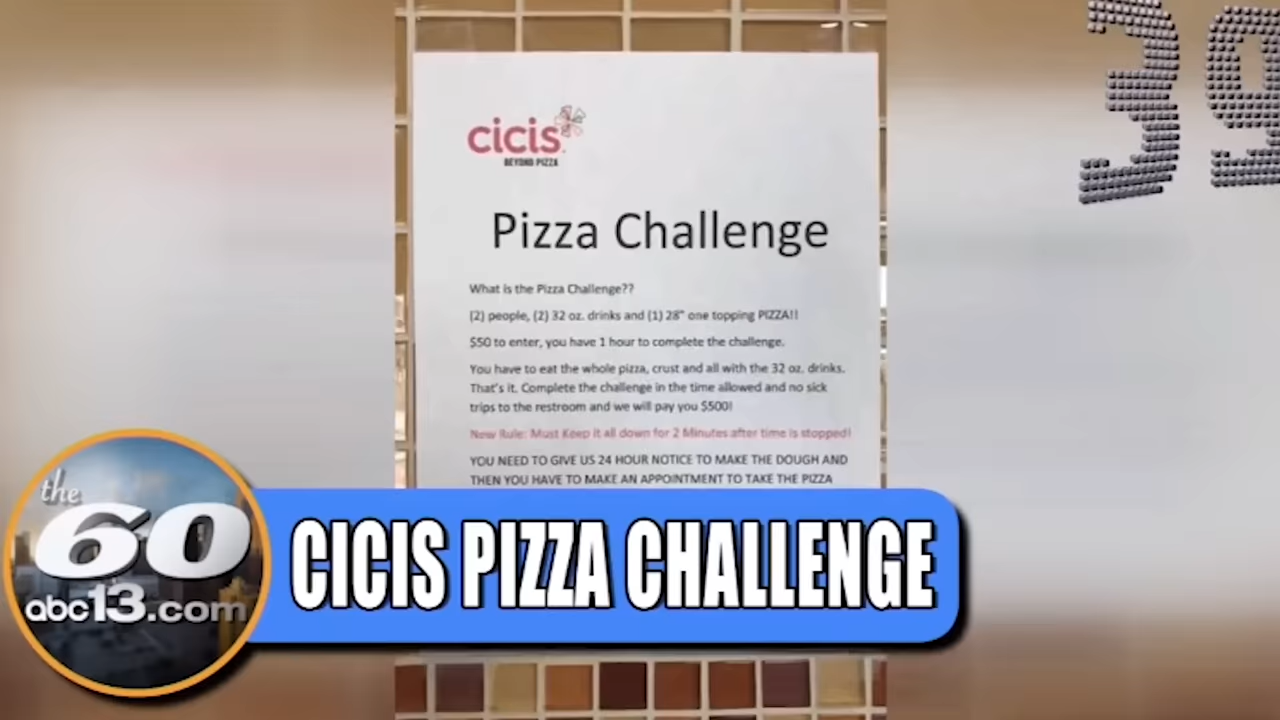 39
cicis
BEYOND PIZZA
Pizza Challenge
What is the Pizza Challenge??
(2) people, (2) 32 oz. drinks and (1) 28" one topping PIZZA!!
$50 to enter, you have 1 hour to complete the challenge.
You have to eat the whole pizza, crust and all with the 32 oz. drinks.
That's it. Complete the challenge in the time allowed and no sick
trips to the restroom and we will pay you $500!
New Rule: Must Keep it all down for 2 Minutes after time is stopped!
YOU NEED TO GIVE US 24 HOUR NOTICE TO MAKE THE DOUGH AND
THEN YOU HAVE TO MAKE AN APPOINTMENT TO TAKE THE PIZZA
the
60
abc13.com
CICIS PIZZA CHALLENGE